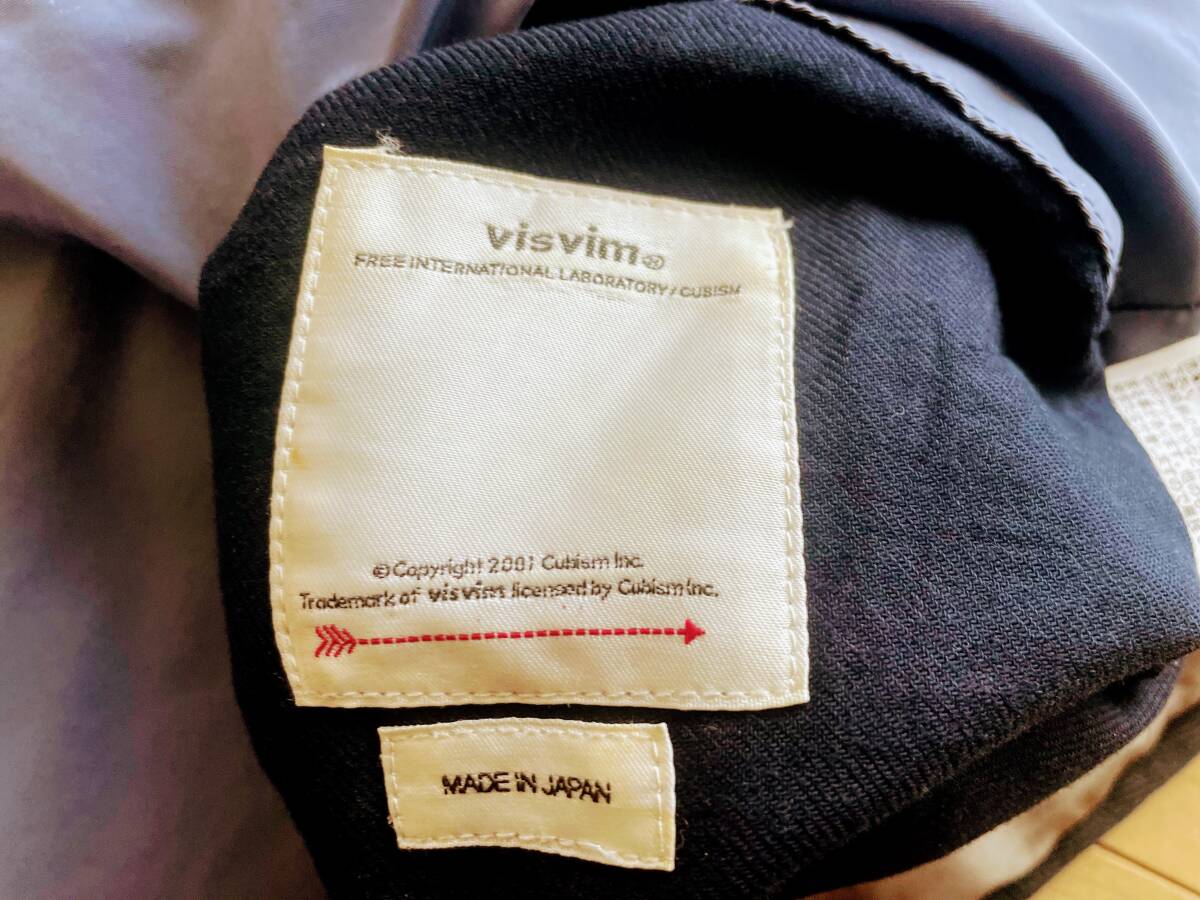 visvim®
FREE INTERNATIONAL LABORATORY / CUBISM
© Copyright 2001 Cubism Inc.
Trademark of visvim licensed by Cubism Inc.
MADE IN JAPAN